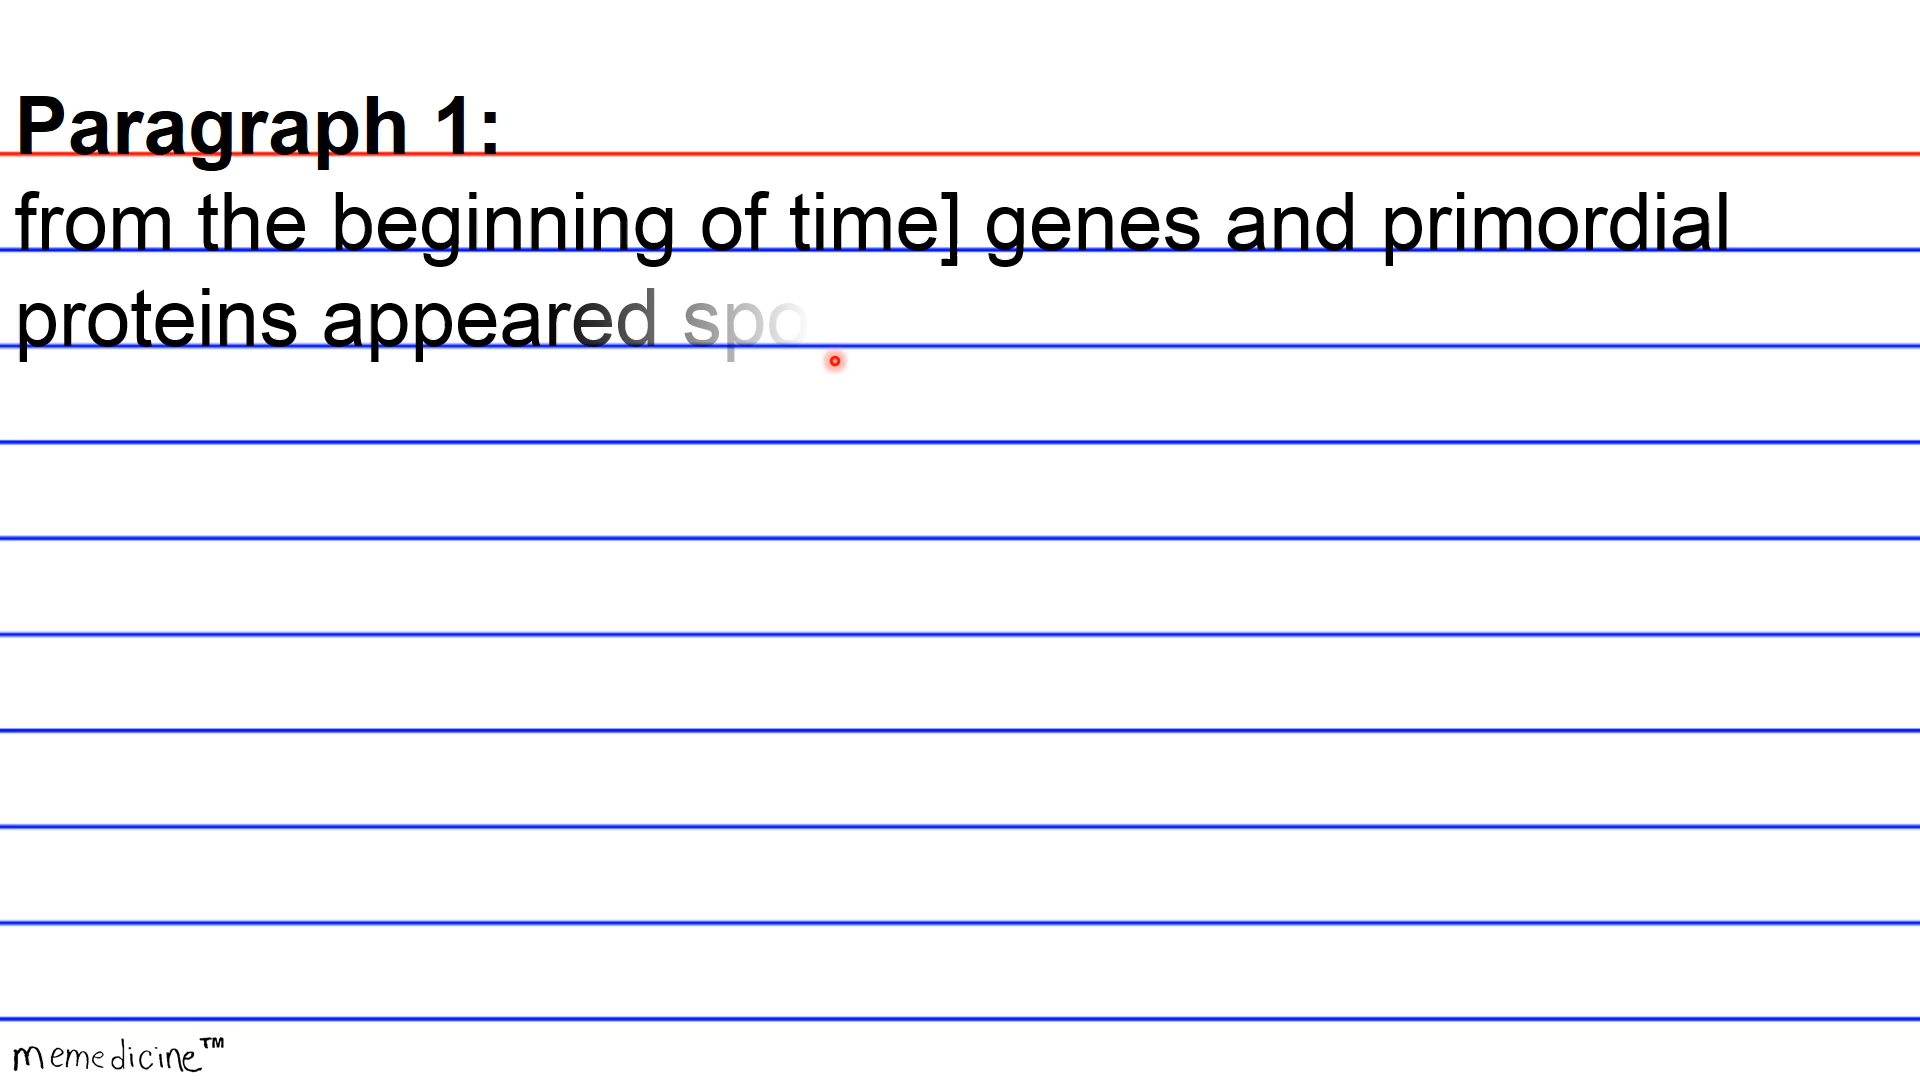 Paragraph 1:
from the beginning of time] genes and primordial
proteins appeared spo
memedicine™